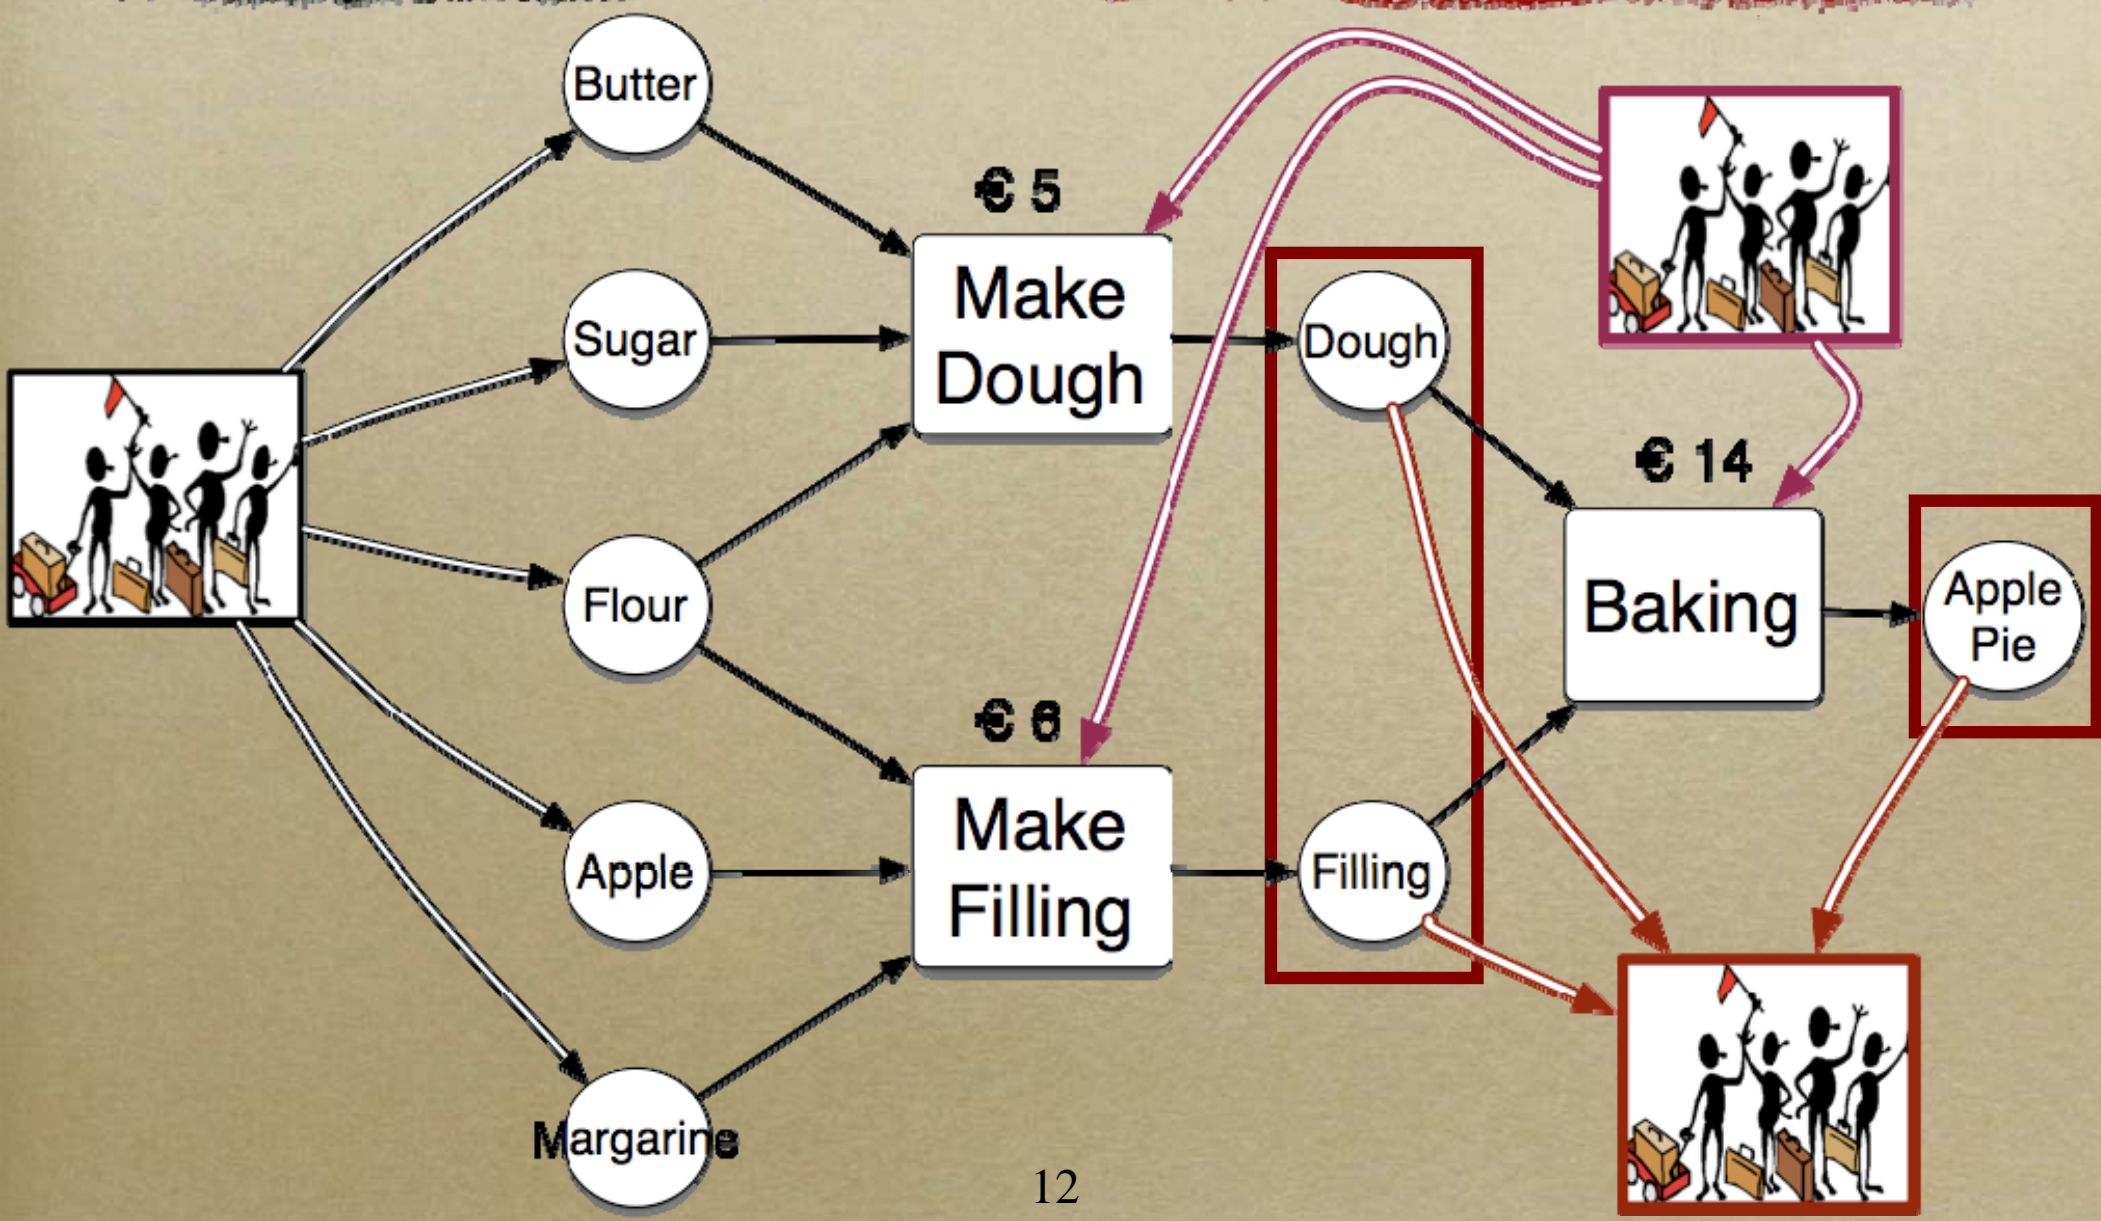 Butter
€ 5
Make
Dough
Sugar
Dough
€ 14
Flour
Baking
Apple
Pie
€ 6
Make
Filling
Apple
Filling
Margarine
12